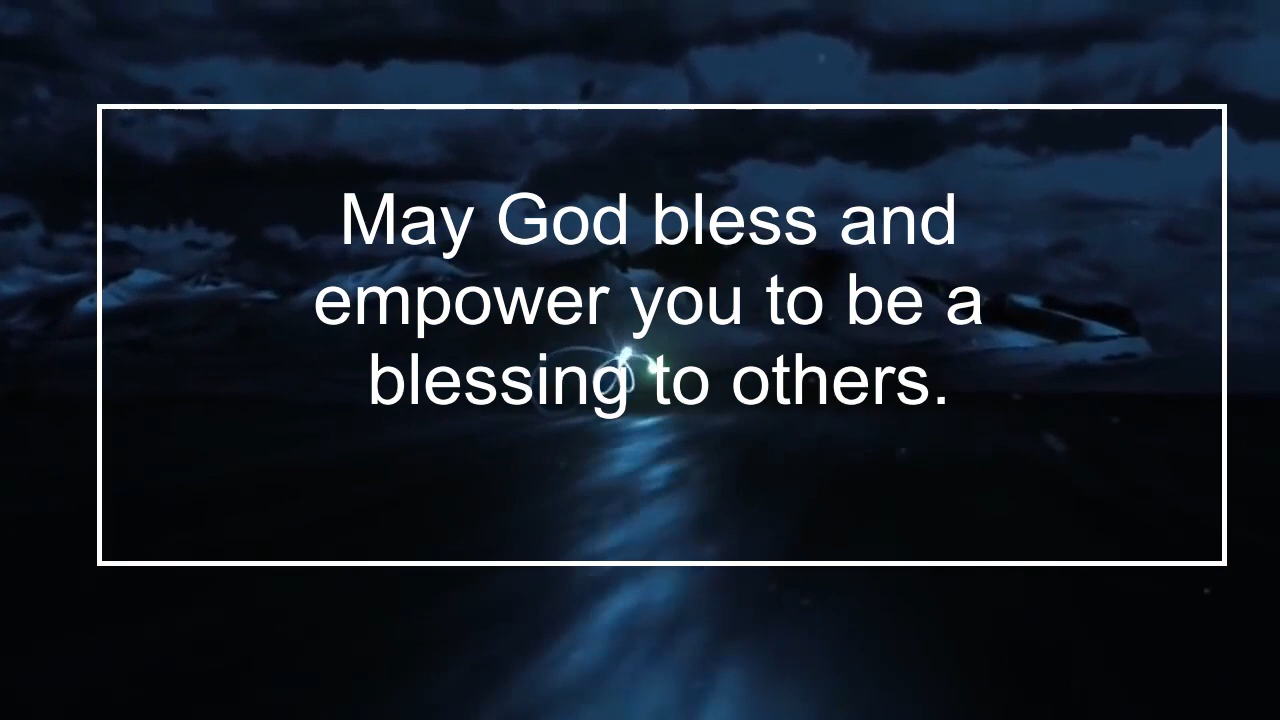 May God bless and
empower you to be a
blessing to others.